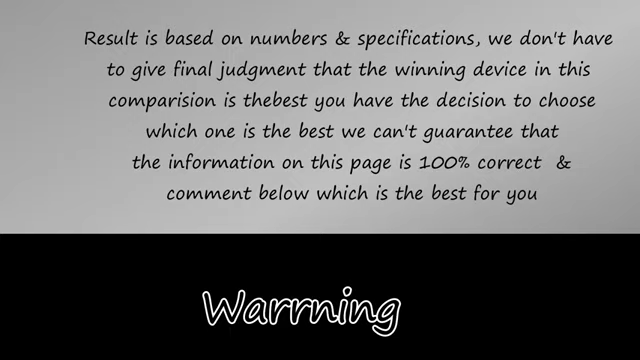 Result is based on numbers & specifications, we don't have
to give final judgment that the winning device in this
comparision is thebest you have the decision to choose
which one is the best we can't guarantee that
the information on this page is 100% correct &
comment below which is the best for you
Warrning